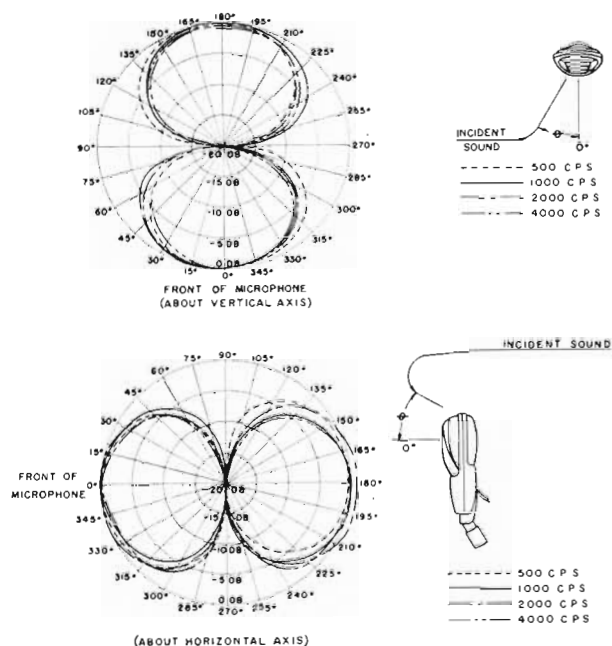 180°
165° 195°
150° 210°
135° 225°
120° 240°
105° 265°
90° 270°
75° 285°
60° 300°
45° 315°
30° 330°
15° 345°
0°
-20 DB
-15 DB
-10 DB
-5 DB
0 DB
FRONT OF MICROPHONE
(ABOUT VERTICAL AXIS)
INCIDENT
SOUND
θ
0°
500 CPS
1000 CPS
2000 CPS
4000 CPS
90°
75° 105°
60° 120°
45° 135°
30° 150°
15° 165°
FRONT OF
MICROPHONE
0° 180°
345° 195°
330° 210°
315° 225°
300° 240°
285° 270°
-20 DB
-15 DB
-10 DB
-5 DB
0 DB
(ABOUT HORIZONTAL AXIS)
INCIDENT SOUND
θ
0°
500 CPS
1000 CPS
2000 CPS
4000 CPS